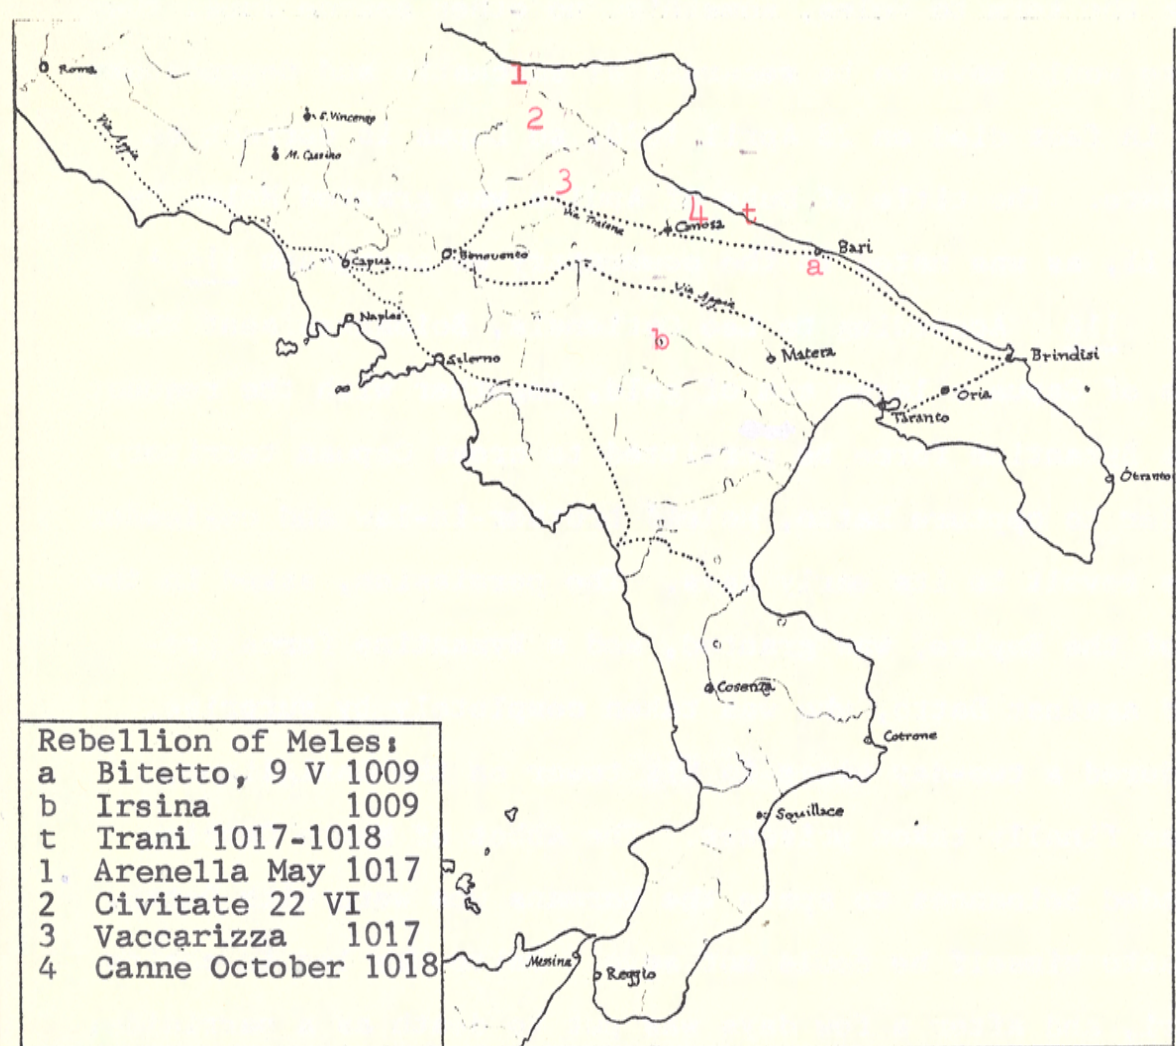 1
Roma
2
S. Vincenzo
Via Appia
M. Cassino
3
4
t
Via Traiana
Canosa
Bari
Benevento
Capua
a
Via Appia
Naples
b
Matera
Brindisi
Salerno
Oria
Taranto
Otranto
Cosenza
Cotrone
Squillace
Messina
Reggio
Rebellion of Meles:
a Bitetto, 9 V 1009
b Irsina 1009
t Trani 1017-1018
1 Arenella May 1017
2 Civitate 22 VI
3 Vaccarizza 1017
4 Canne October 1018